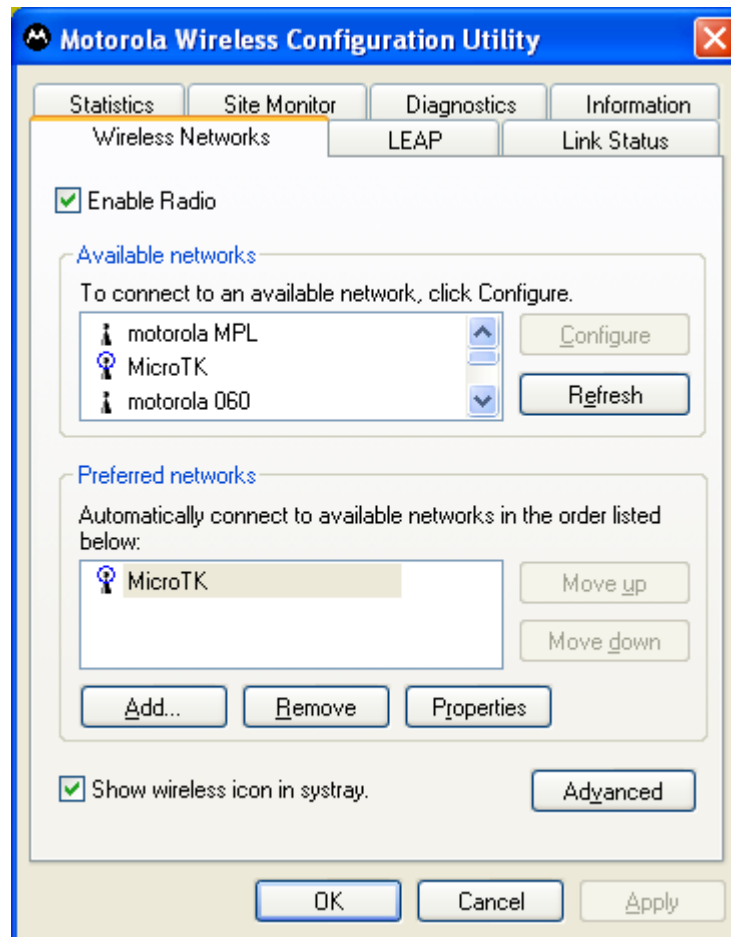 Motorola Wireless Configuration Utility
Statistics Site Monitor Diagnostics Information
Wireless Networks LEAP Link Status
Enable Radio
Available networks
To connect to an available network, click Configure.
motorola MPL
Configure
MicroTK
motorola 060
Refresh
Preferred networks
Automatically connect to available networks in the order listed
below:
MicroTK
Move up
Move down
Add... Remove Properties
Show wireless icon in systray.
Advanced
OK Cancel Apply